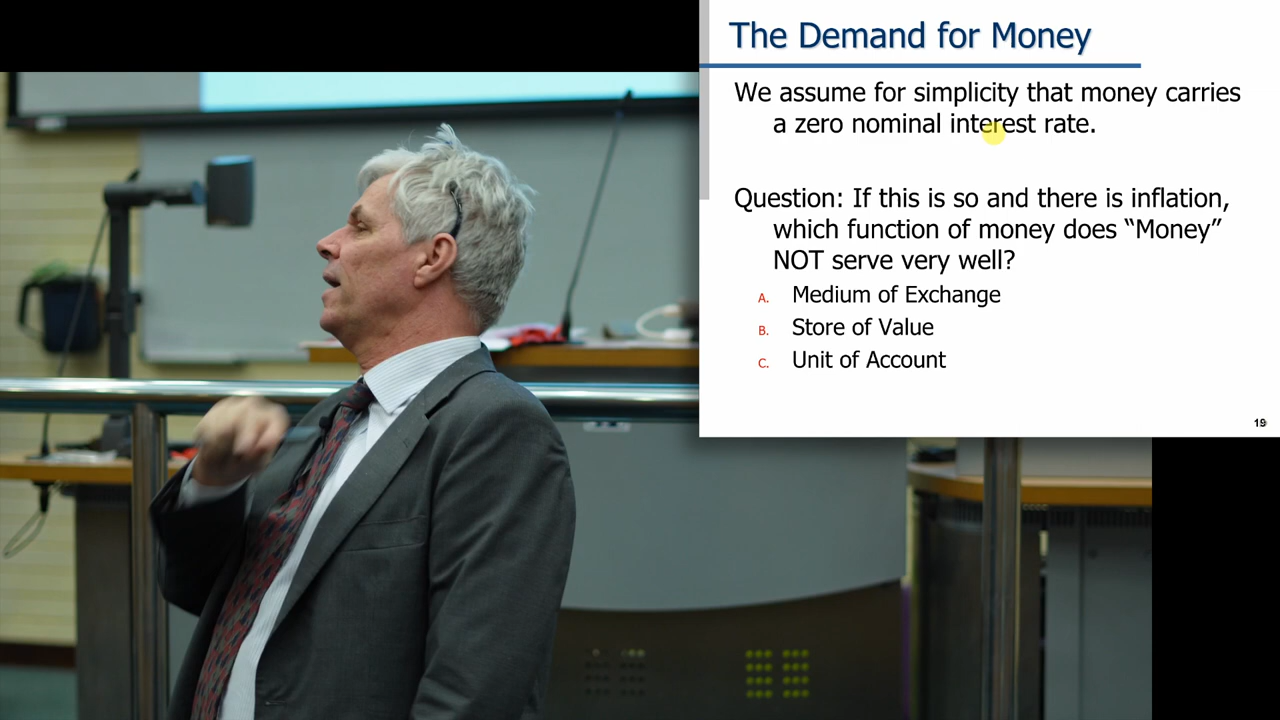 The Demand for Money
We assume for simplicity that money carries
a zero nominal interest rate.
Question: If this is so and there is inflation,
which function of money does “Money”
NOT serve very well?
A. Medium of Exchange
B. Store of Value
C. Unit of Account
19